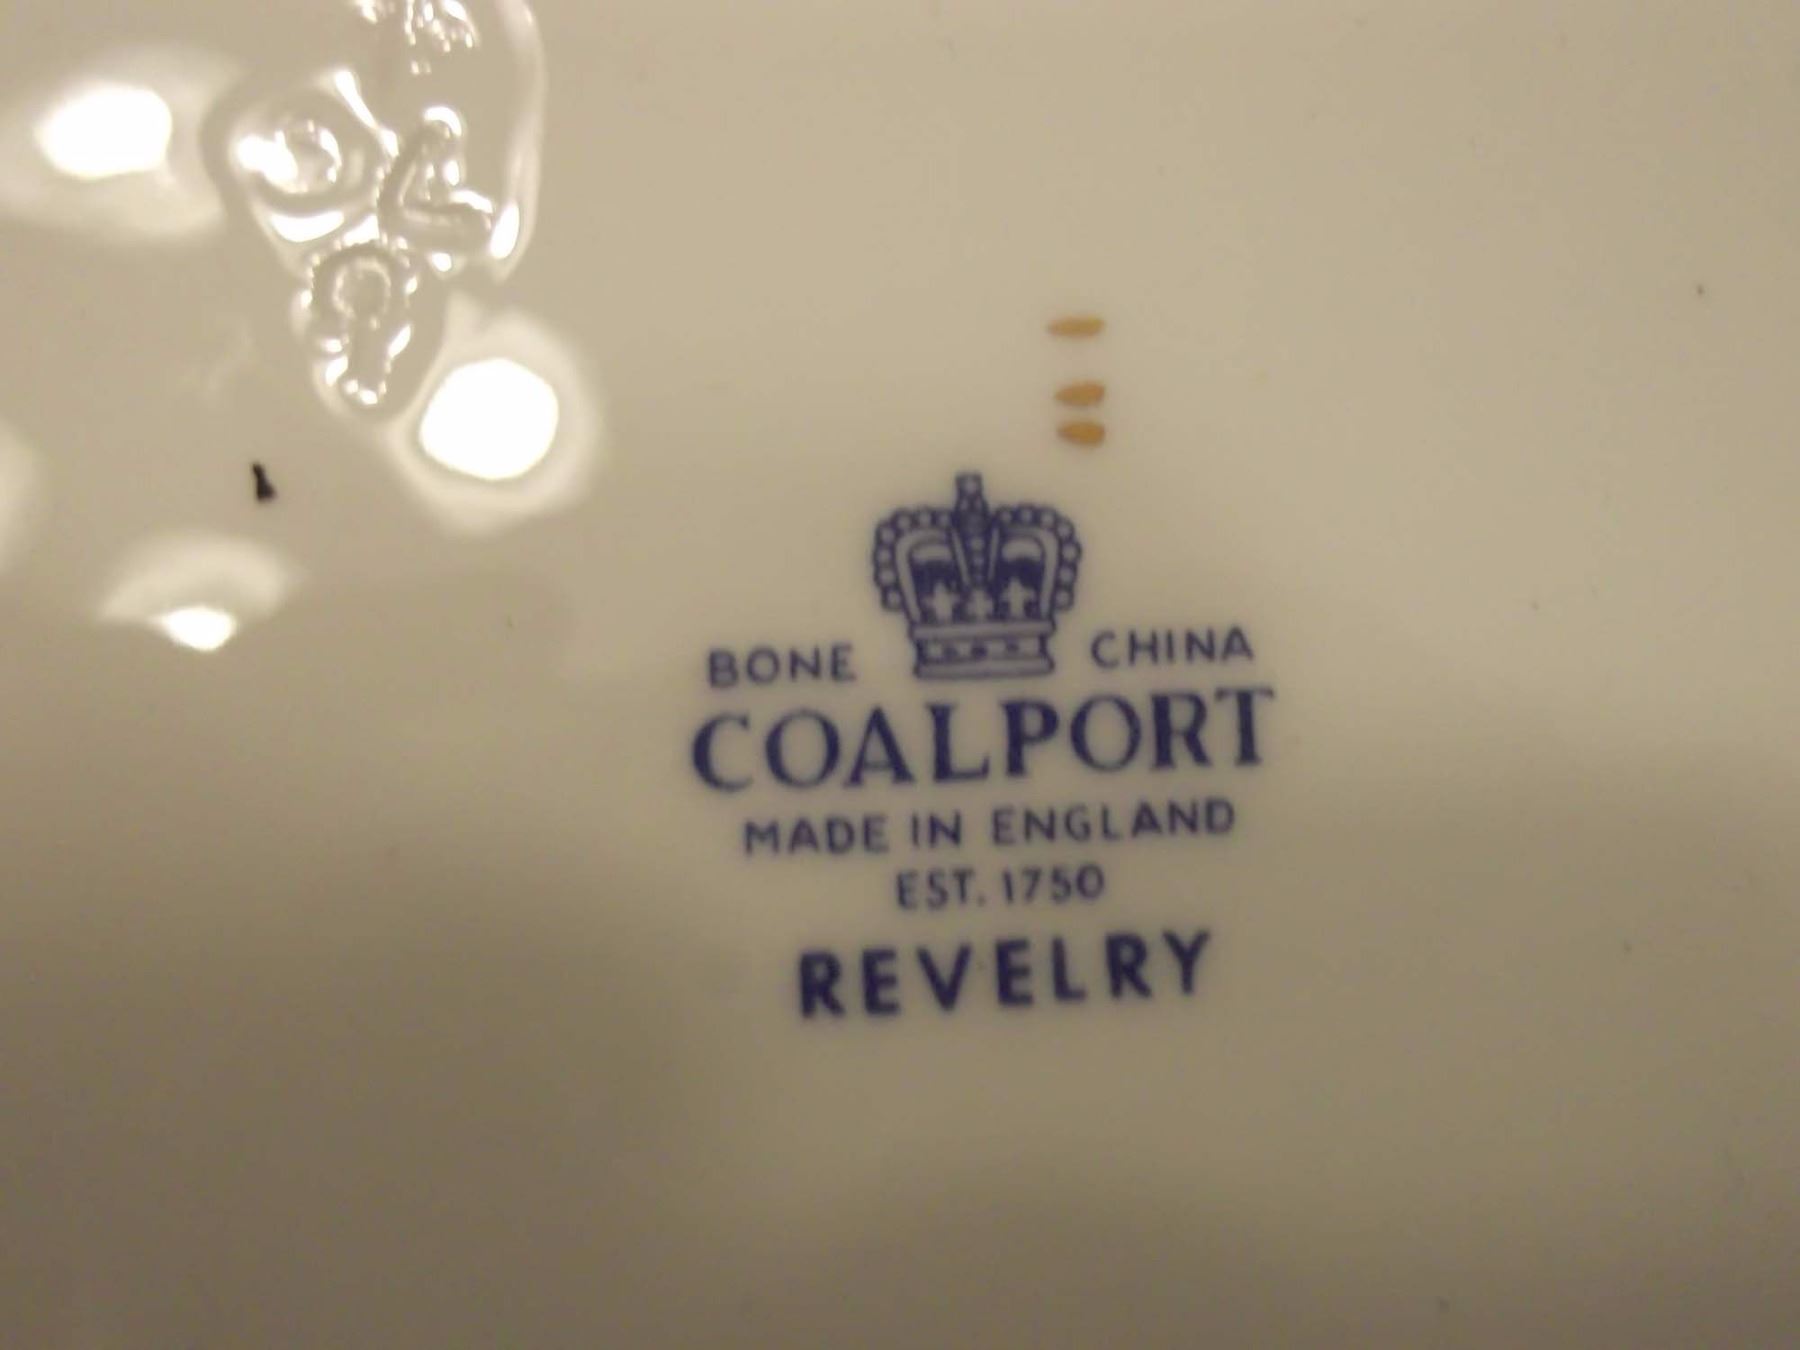 BONE CHINA
COALPORT
MADE IN ENGLAND
EST. 1750
REVELRY